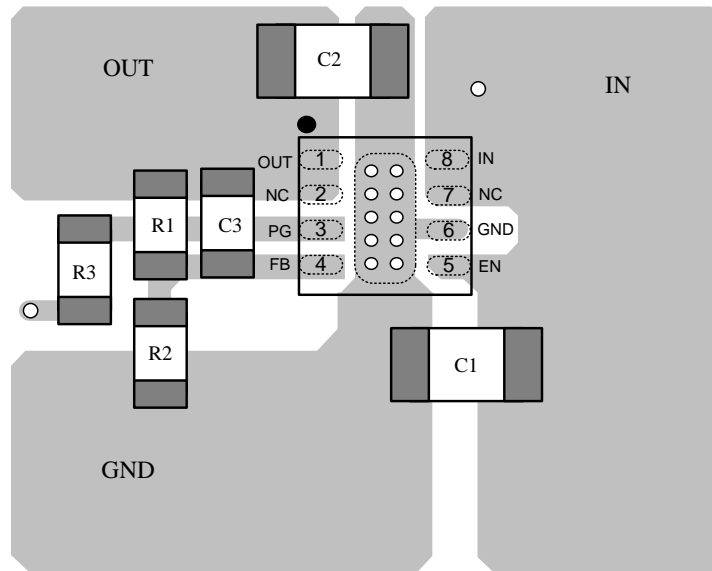 C2
OUT
IN
OUT 1 8 IN
NC 2 7 NC
R1 C3 PG 3 6 GND
FB 4 5 EN
R3
R2
C1
GND